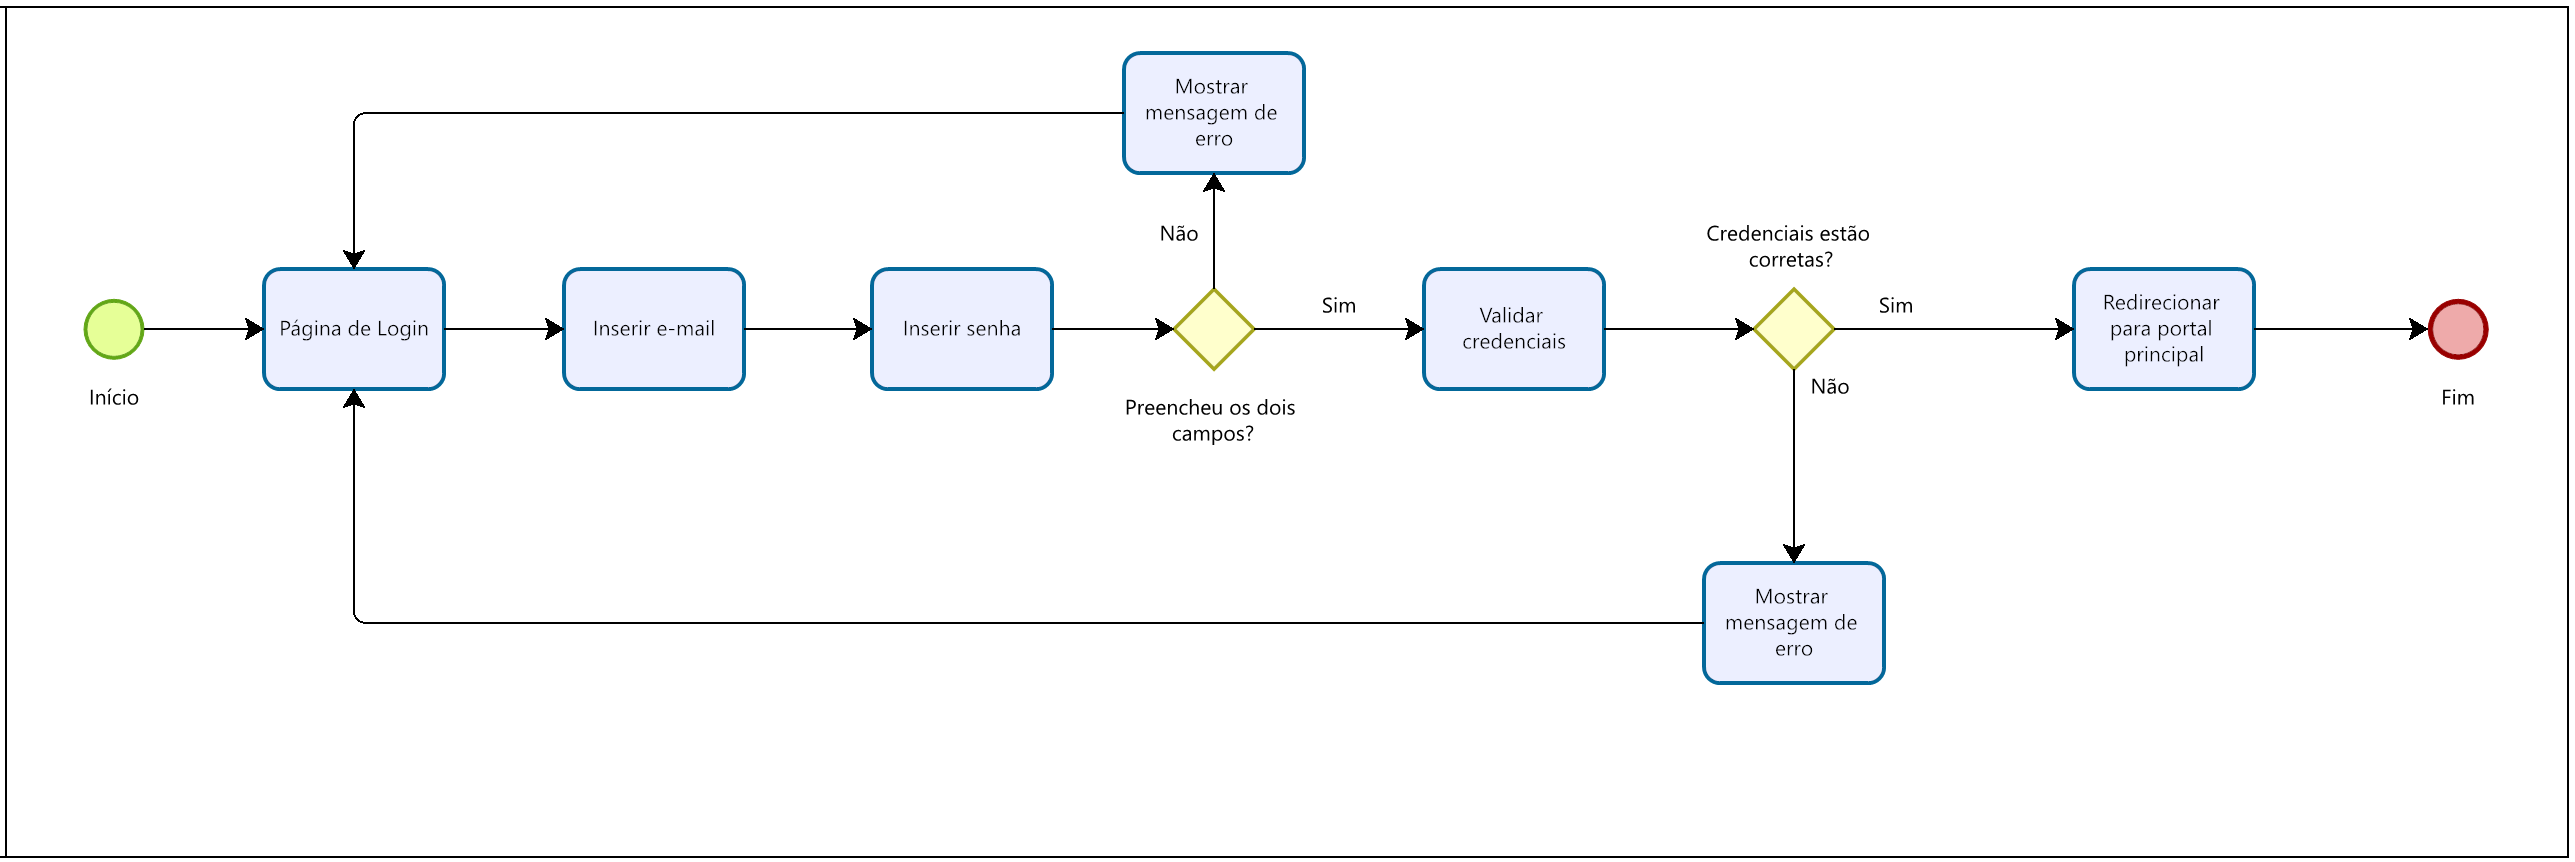 Mostrar
mensagem de
erro
Não
Credenciais estão
corretas?
Página de Login
Inserir e-mail
Inserir senha
Sim
Validar
credenciais
Sim
Redirecionar
para portal
principal
Início
Preencheu os dois
campos?
Não
Fim
Mostrar
mensagem de
erro